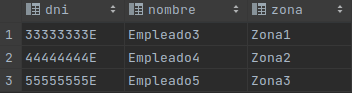 dni nombre zona
1 33333333E Empleado3 Zona1
2 44444444E Empleado4 Zona2
3 55555555E Empleado5 Zona3